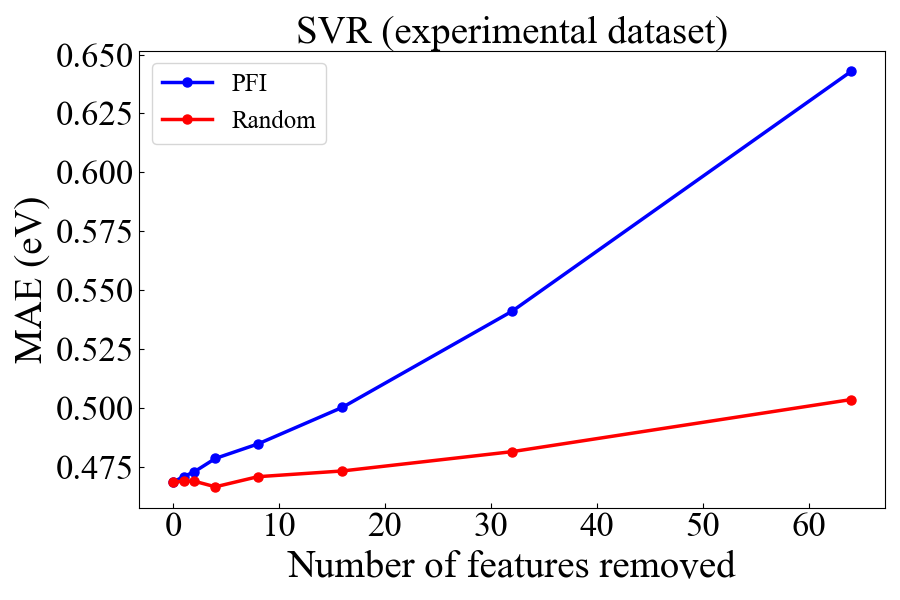 SVR (experimental dataset)
PFI
Random
MAE (eV)
0.650
0.625
0.600
0.575
0.550
0.525
0.500
0.475
0 10 20 30 40 50 60
Number of features removed